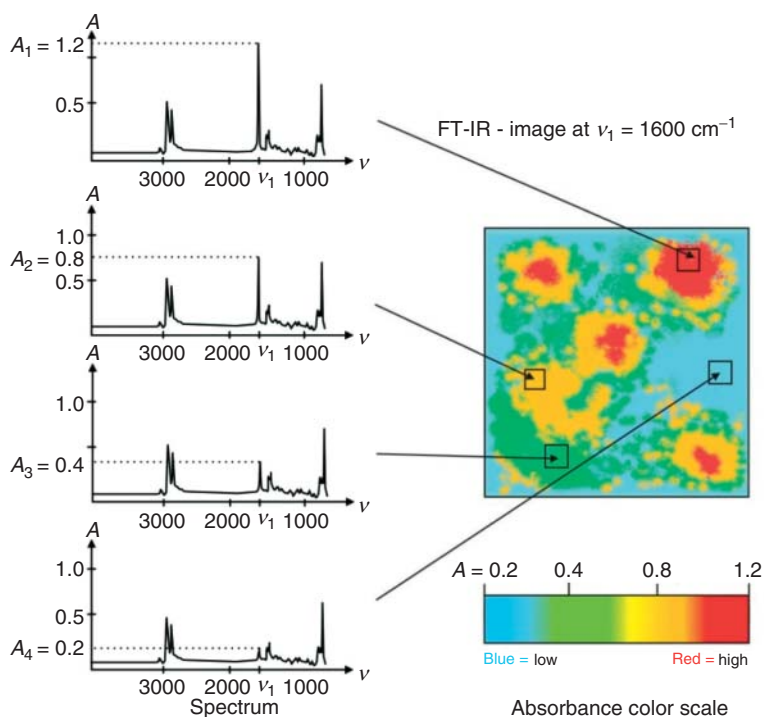 A
A₁ = 1.2
0.5
3000 2000 ν₁ 1000 ν
A
1.0
A₂ = 0.8
0.5
3000 2000 ν₁ 1000 ν
A
1.0
A₃ = 0.4
3000 2000 ν₁ 1000 ν
A
1.0
0.5
A₄ = 0.2
3000 2000 ν₁ 1000 ν
Spectrum
FT-IR - image at ν₁ = 1600 cm⁻¹
A = 0.2 0.4 0.8 1.2
Blue = low Red = high
Absorbance color scale